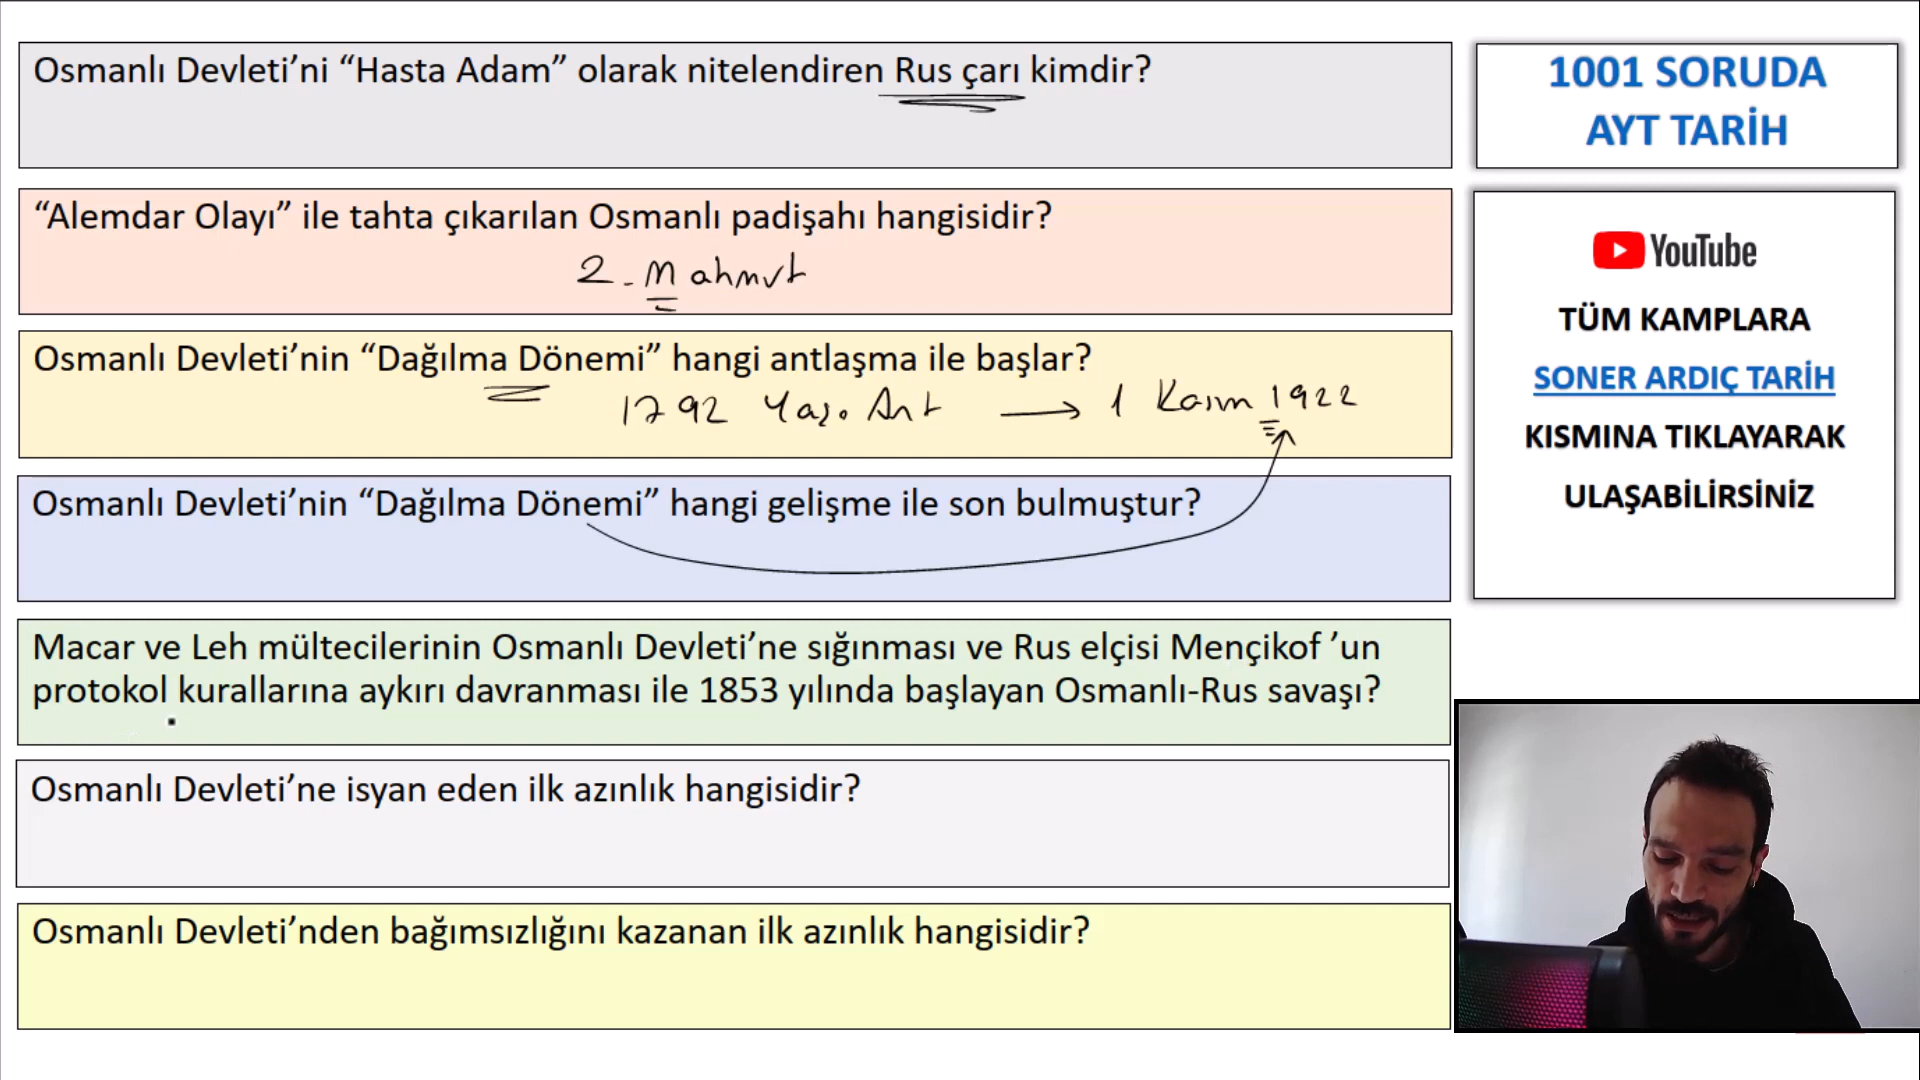 Osmanlı Devleti’ni “Hasta Adam” olarak nitelendiren Rus çarı kimdir?
“Alemdar Olayı” ile tahta çıkarılan Osmanlı padişahı hangisidir?
2. Mahmut
Osmanlı Devleti’nin “Dağılma Dönemi” hangi antlaşma ile başlar?
1792 Yaş. Ant → 1 Kasım 1922
Osmanlı Devleti’nin “Dağılma Dönemi” hangi gelişme ile son bulmuştur?
Macar ve Leh mültecilerinin Osmanlı Devleti’ne sığınması ve Rus elçisi Mençikof ’un
protokol kurallarına aykırı davranması ile 1853 yılında başlayan Osmanlı-Rus savaşı?
Osmanlı Devleti’ne isyan eden ilk azınlık hangisidir?
Osmanlı Devleti’nden bağımsızlığını kazanan ilk azınlık hangisidir?
1001 SORUDA
AYT TARİH
YouTube
TÜM KAMPLARA
SONER ARDIÇ TARİH
KISMINA TIKLAYARAK
ULAŞABİLİRSİNİZ